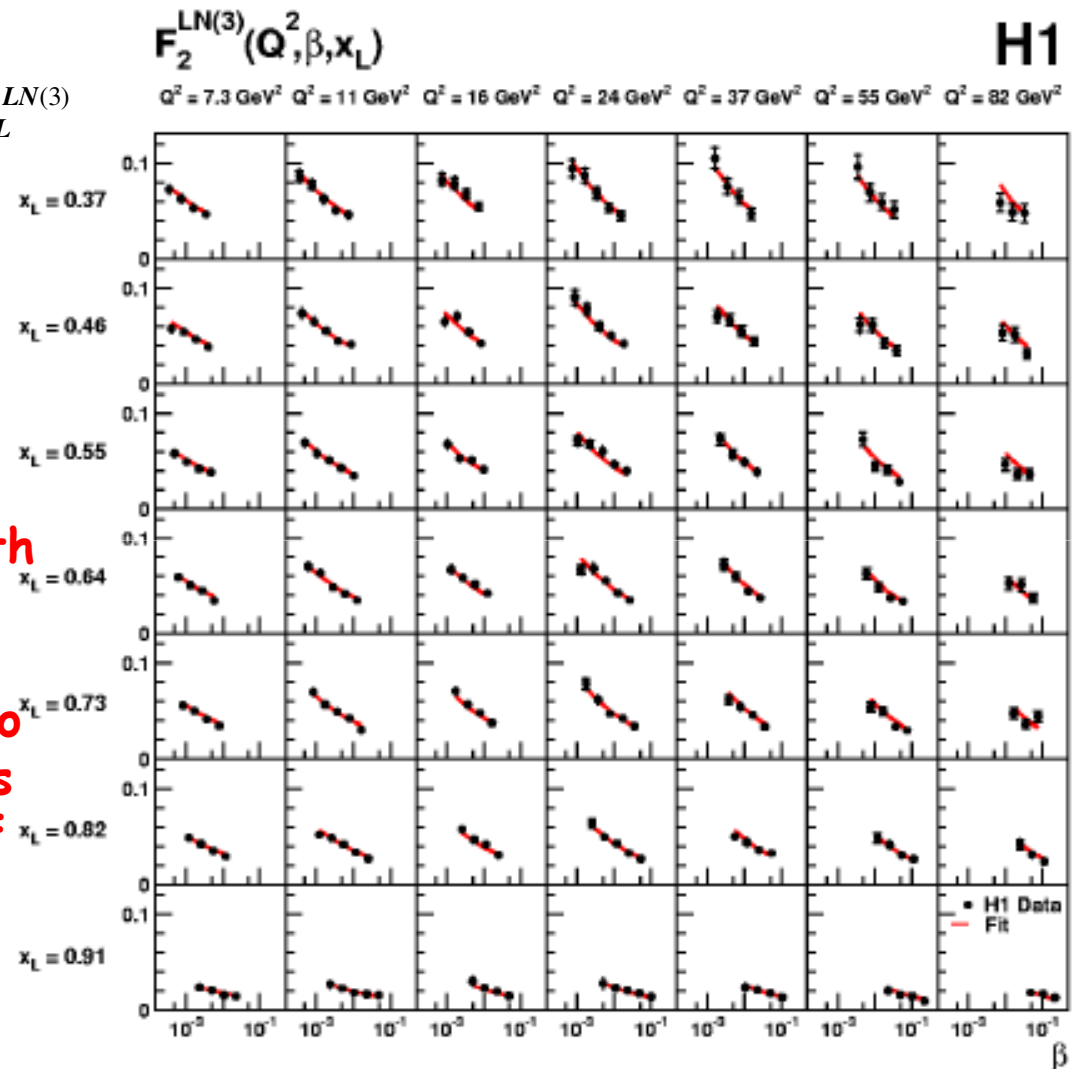 F₂^LN(3)(Q²,β,x_L) H1
LN(3)
L
Q² = 7.3 GeV² Q² = 11 GeV² Q² = 16 GeV² Q² = 24 GeV² Q² = 37 GeV² Q² = 55 GeV² Q² = 82 GeV²
x_L = 0.37
0.1
0
x_L = 0.46
0.1
0
x_L = 0.55
0.1
0
x_L = 0.64
0.1
0
x_L = 0.73
0.1
0
x_L = 0.82
0.1
0
x_L = 0.91
0.1
0
H1 Data
Fit
10⁻³ 10⁻¹ 10⁻³ 10⁻¹ 10⁻³ 10⁻¹ 10⁻³ 10⁻¹ 10⁻³ 10⁻¹ 10⁻³ 10⁻¹ 10⁻³ 10⁻¹
β